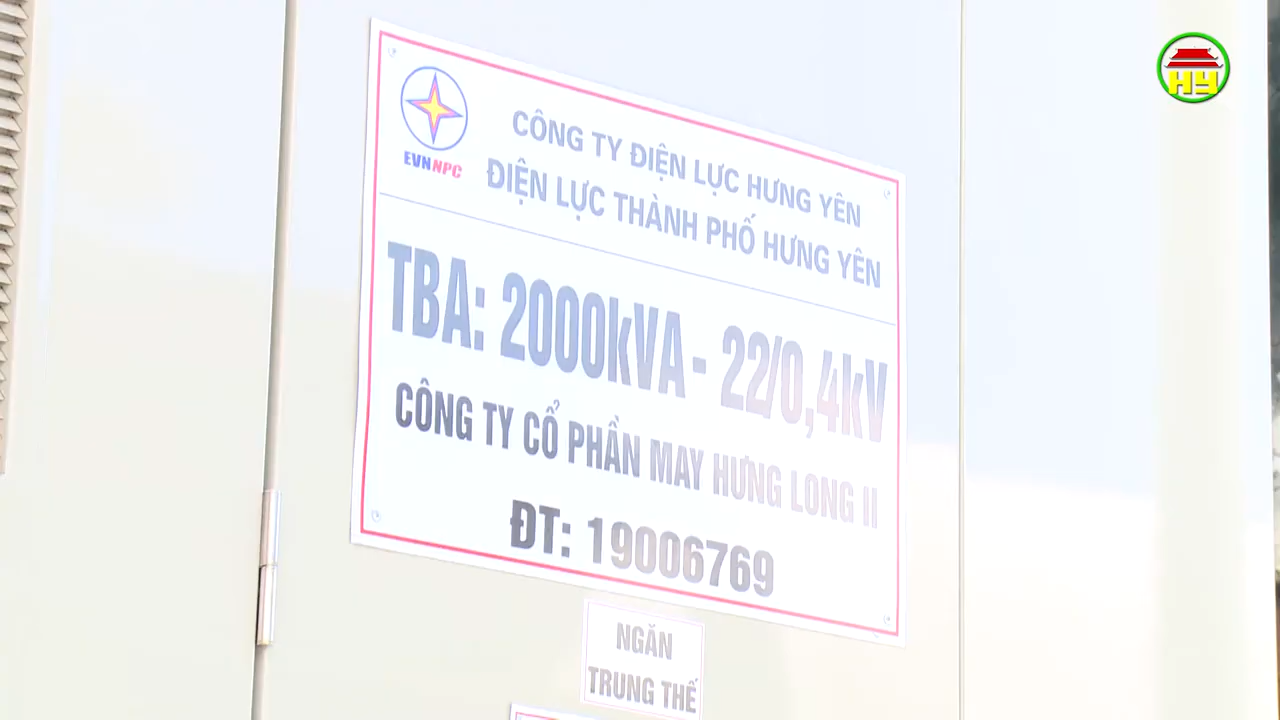 HY
EVNNPC
CÔNG TY ĐIỆN LỰC HƯNG YÊN
ĐIỆN LỰC THÀNH PHỐ HƯNG YÊN
TBA: 2000kVA - 22/0,4kV
CÔNG TY CỔ PHẦN MAY HƯNG LONG II
ĐT: 19006769
NGĂN
TRUNG THẾ